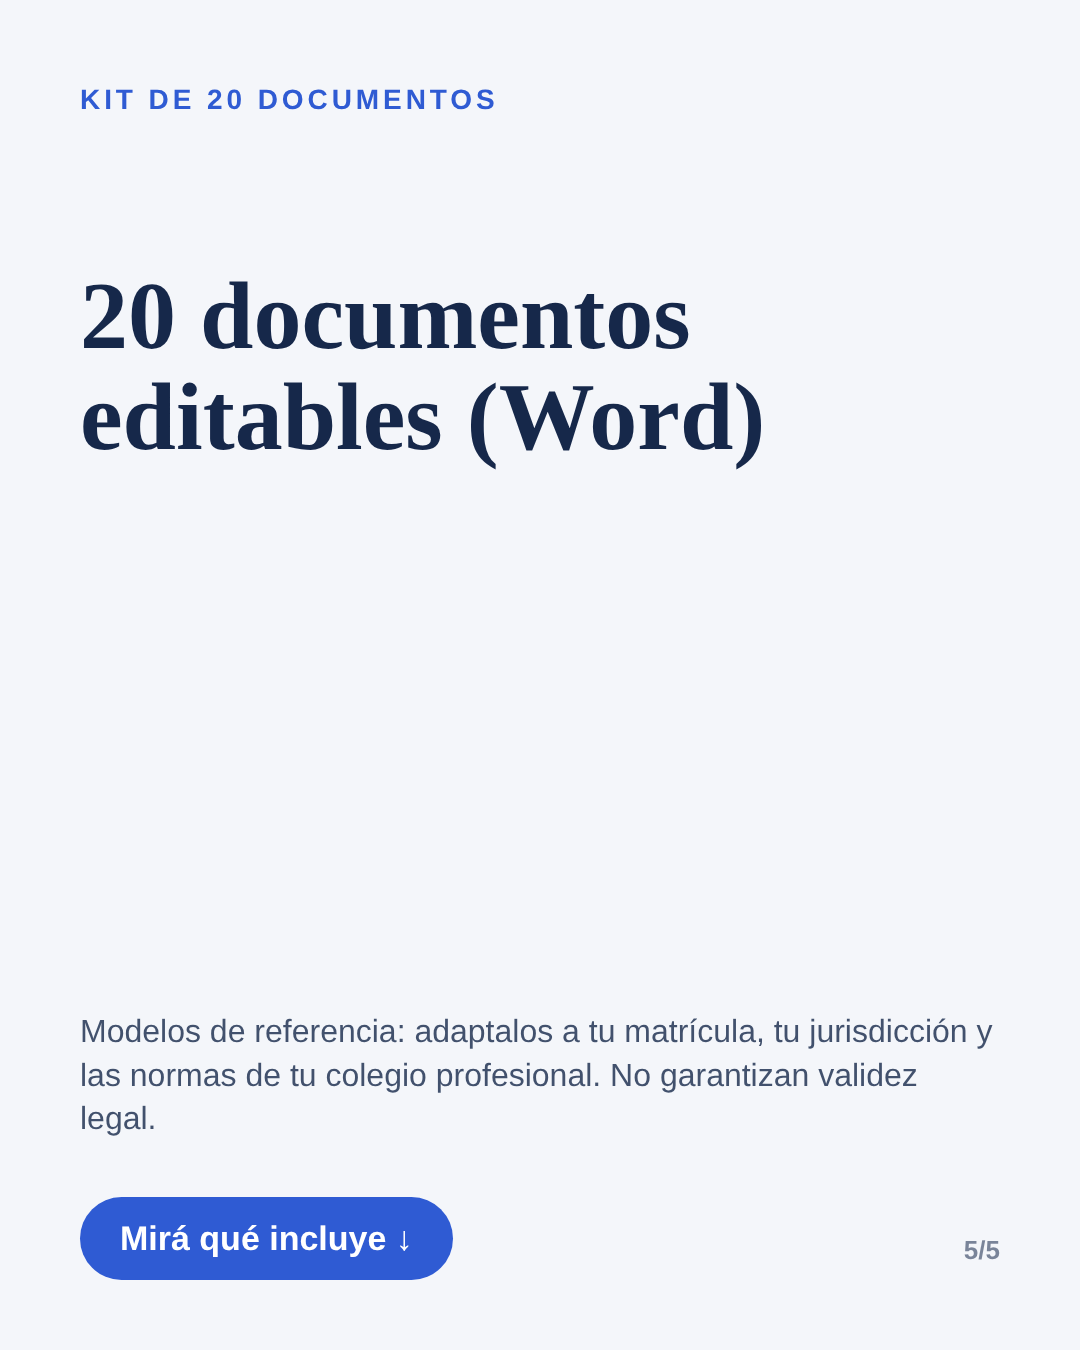 KIT DE 20 DOCUMENTOS
20 documentos
editables (Word)
Modelos de referencia: adaptalos a tu matrícula, tu jurisdicción y
las normas de tu colegio profesional. No garantizan validez
legal.
Mirá qué incluye ↓
5/5